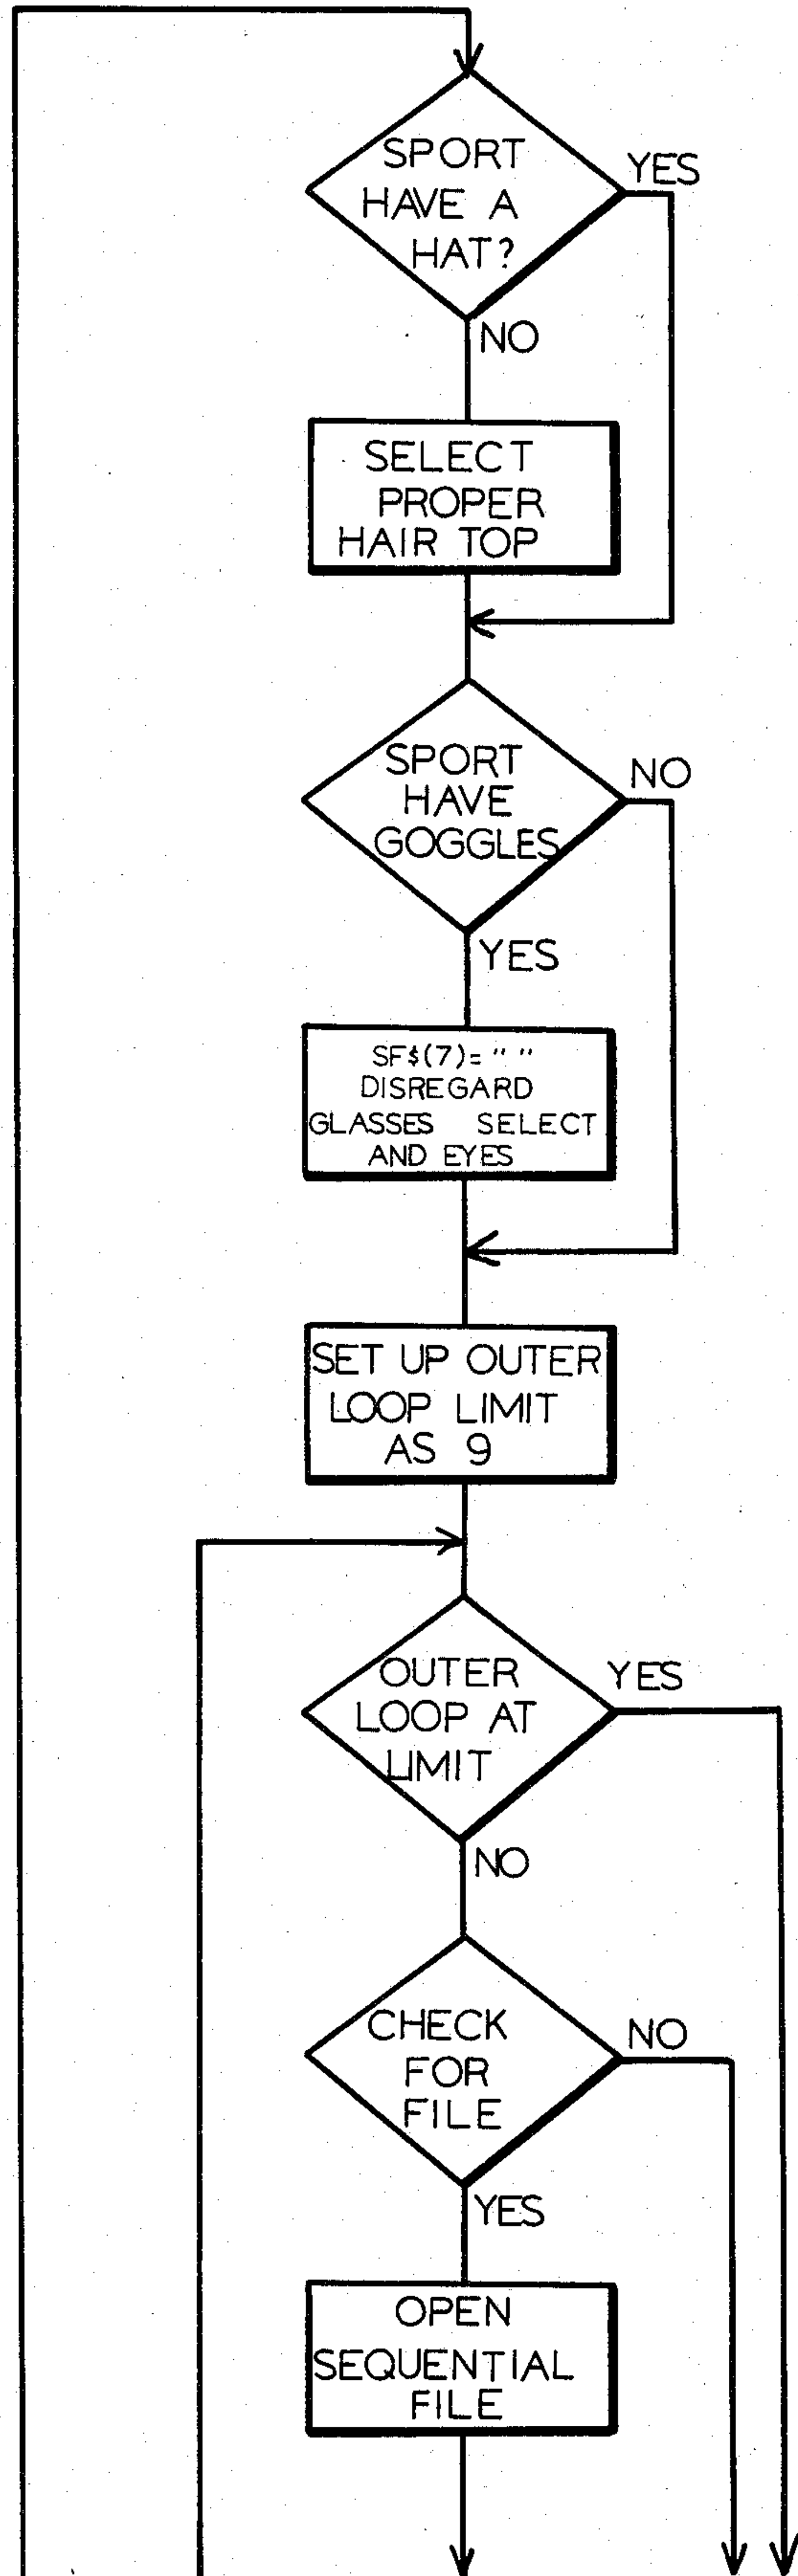 SPORT
HAVE A
HAT?
YES
NO
SELECT
PROPER
HAIR TOP
SPORT
HAVE
GOGGLES
NO
YES
SF$(7)= " "
DISREGARD
GLASSES SELECT
AND EYES
SET UP OUTER
LOOP LIMIT
AS 9
OUTER
LOOP AT
LIMIT
YES
NO
CHECK
FOR
FILE
NO
YES
OPEN
SEQUENTIAL
FILE